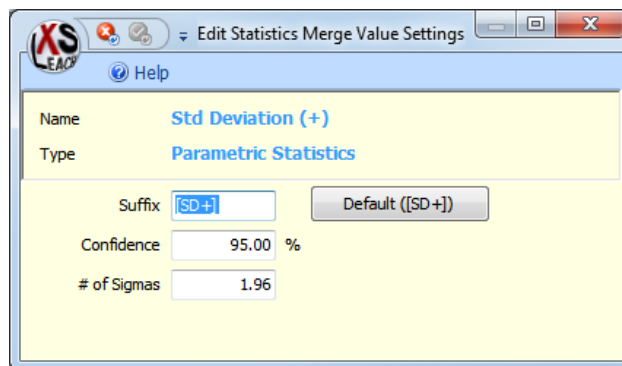 XS
LEACH
Edit Statistics Merge Value Settings
Help
Name Std Deviation (+)
Type Parametric Statistics
Suffix [SD+] Default ([SD+])
Confidence 95.00 %
# of Sigmas 1.96